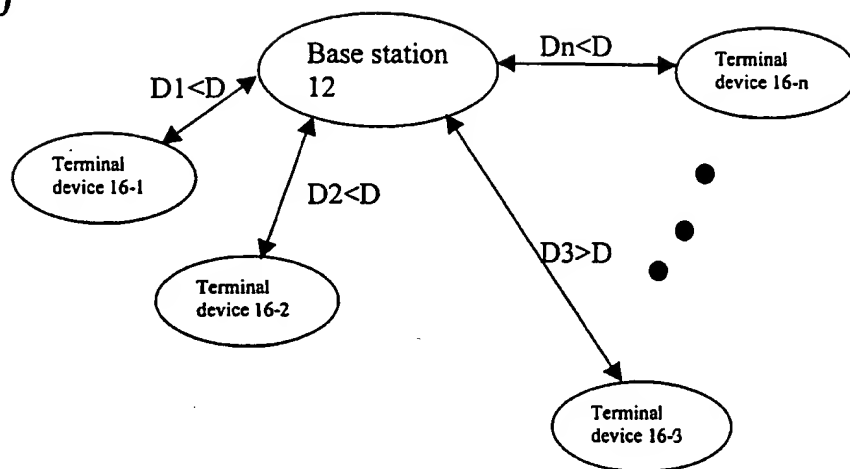 Base station
12
Dn<D
Terminal
device 16-n
D1<D
Terminal
device 16-1
D2<D
D3>D
Terminal
device 16-2
Terminal
device 16-3